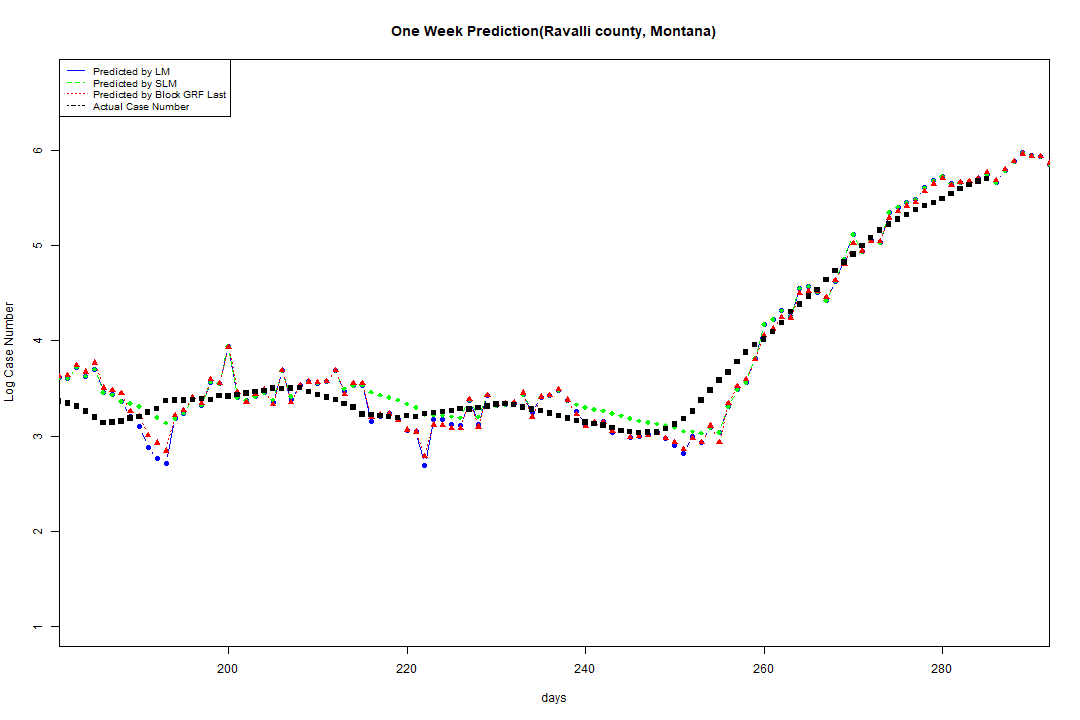 One Week Prediction(Ravalli county, Montana)
Predicted by LM
Predicted by SLM
Predicted by Block GRF Last
Actual Case Number
6
5
4
3
2
1
Log Case Number
200 220 240 260 280
days